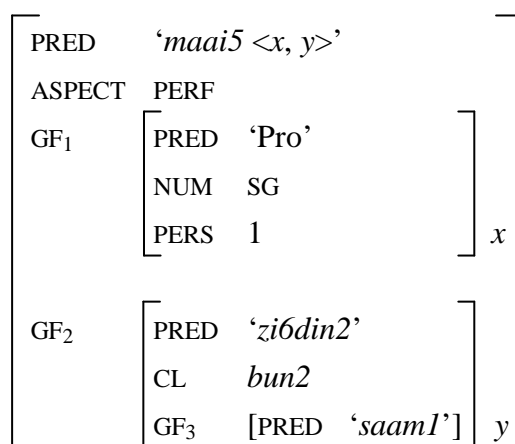 PRED ‘maai5 <x, y>’
ASPECT PERF
GF₁ PRED ‘Pro’
NUM SG
PERS 1 x
GF₂ PRED ‘zi6din2’
CL bun2
GF₃ [PRED ‘saam1’] y